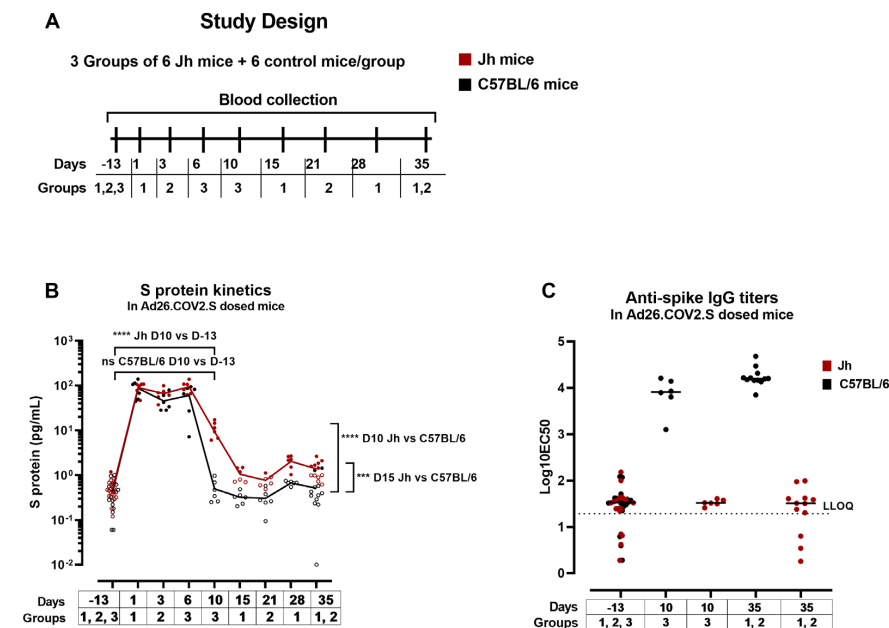 A
Study Design
3 Groups of 6 Jh mice + 6 control mice/group
Jh mice
C57BL/6 mice
Blood collection
Days -13 1 3 6 10 15 21 28 35
Groups 1,2,3 1 2 3 3 1 2 1 1,2
B
S protein kinetics
In Ad26.COV2.S dosed mice
**** Jh D10 vs D-13
ns C57BL/6 D10 vs D-13
**** D10 Jh vs C57BL/6
*** D15 Jh vs C57BL/6
S protein (pg/mL)
10³
10²
10¹
10⁰
10⁻¹
10⁻²
Days -13 1 3 6 10 15 21 28 35
Groups 1, 2, 3 1 2 3 3 1 2 1 1, 2
C
Anti-spike IgG titers
In Ad26.COV2.S dosed mice
Jh
C57BL/6
Log10EC50
5
4
3
2
1
0
LLOQ
Days -13 10 10 35 35
Groups 1, 2, 3 3 3 1, 2 1, 2